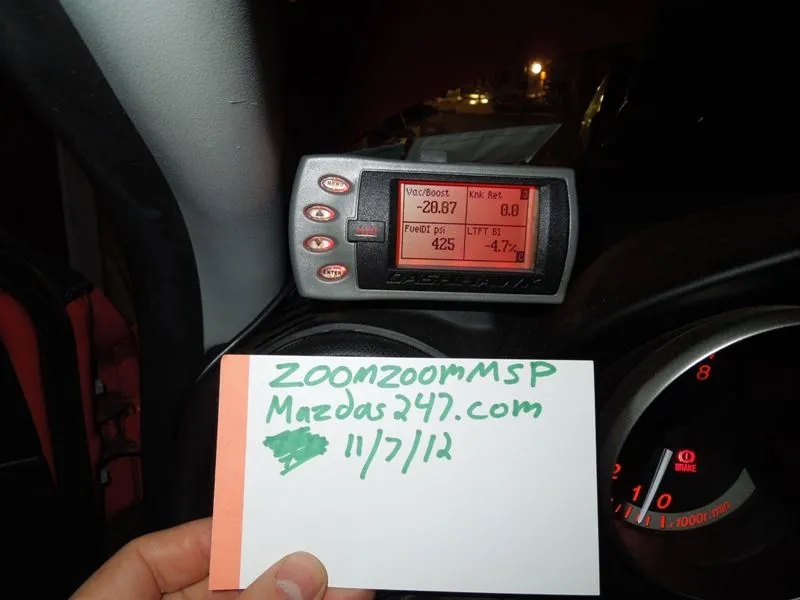 MENU
Vac/Boost
-20.87
Knk Ret
0.0
S
FuelDI psi
425
LTFT B1
-4.7%
C
ENTER
DASHHAWK
ZOOMZOOMMSP
Mazdas247.com
11/7/12
8
2
1
0
BRAKE
x1000r/min